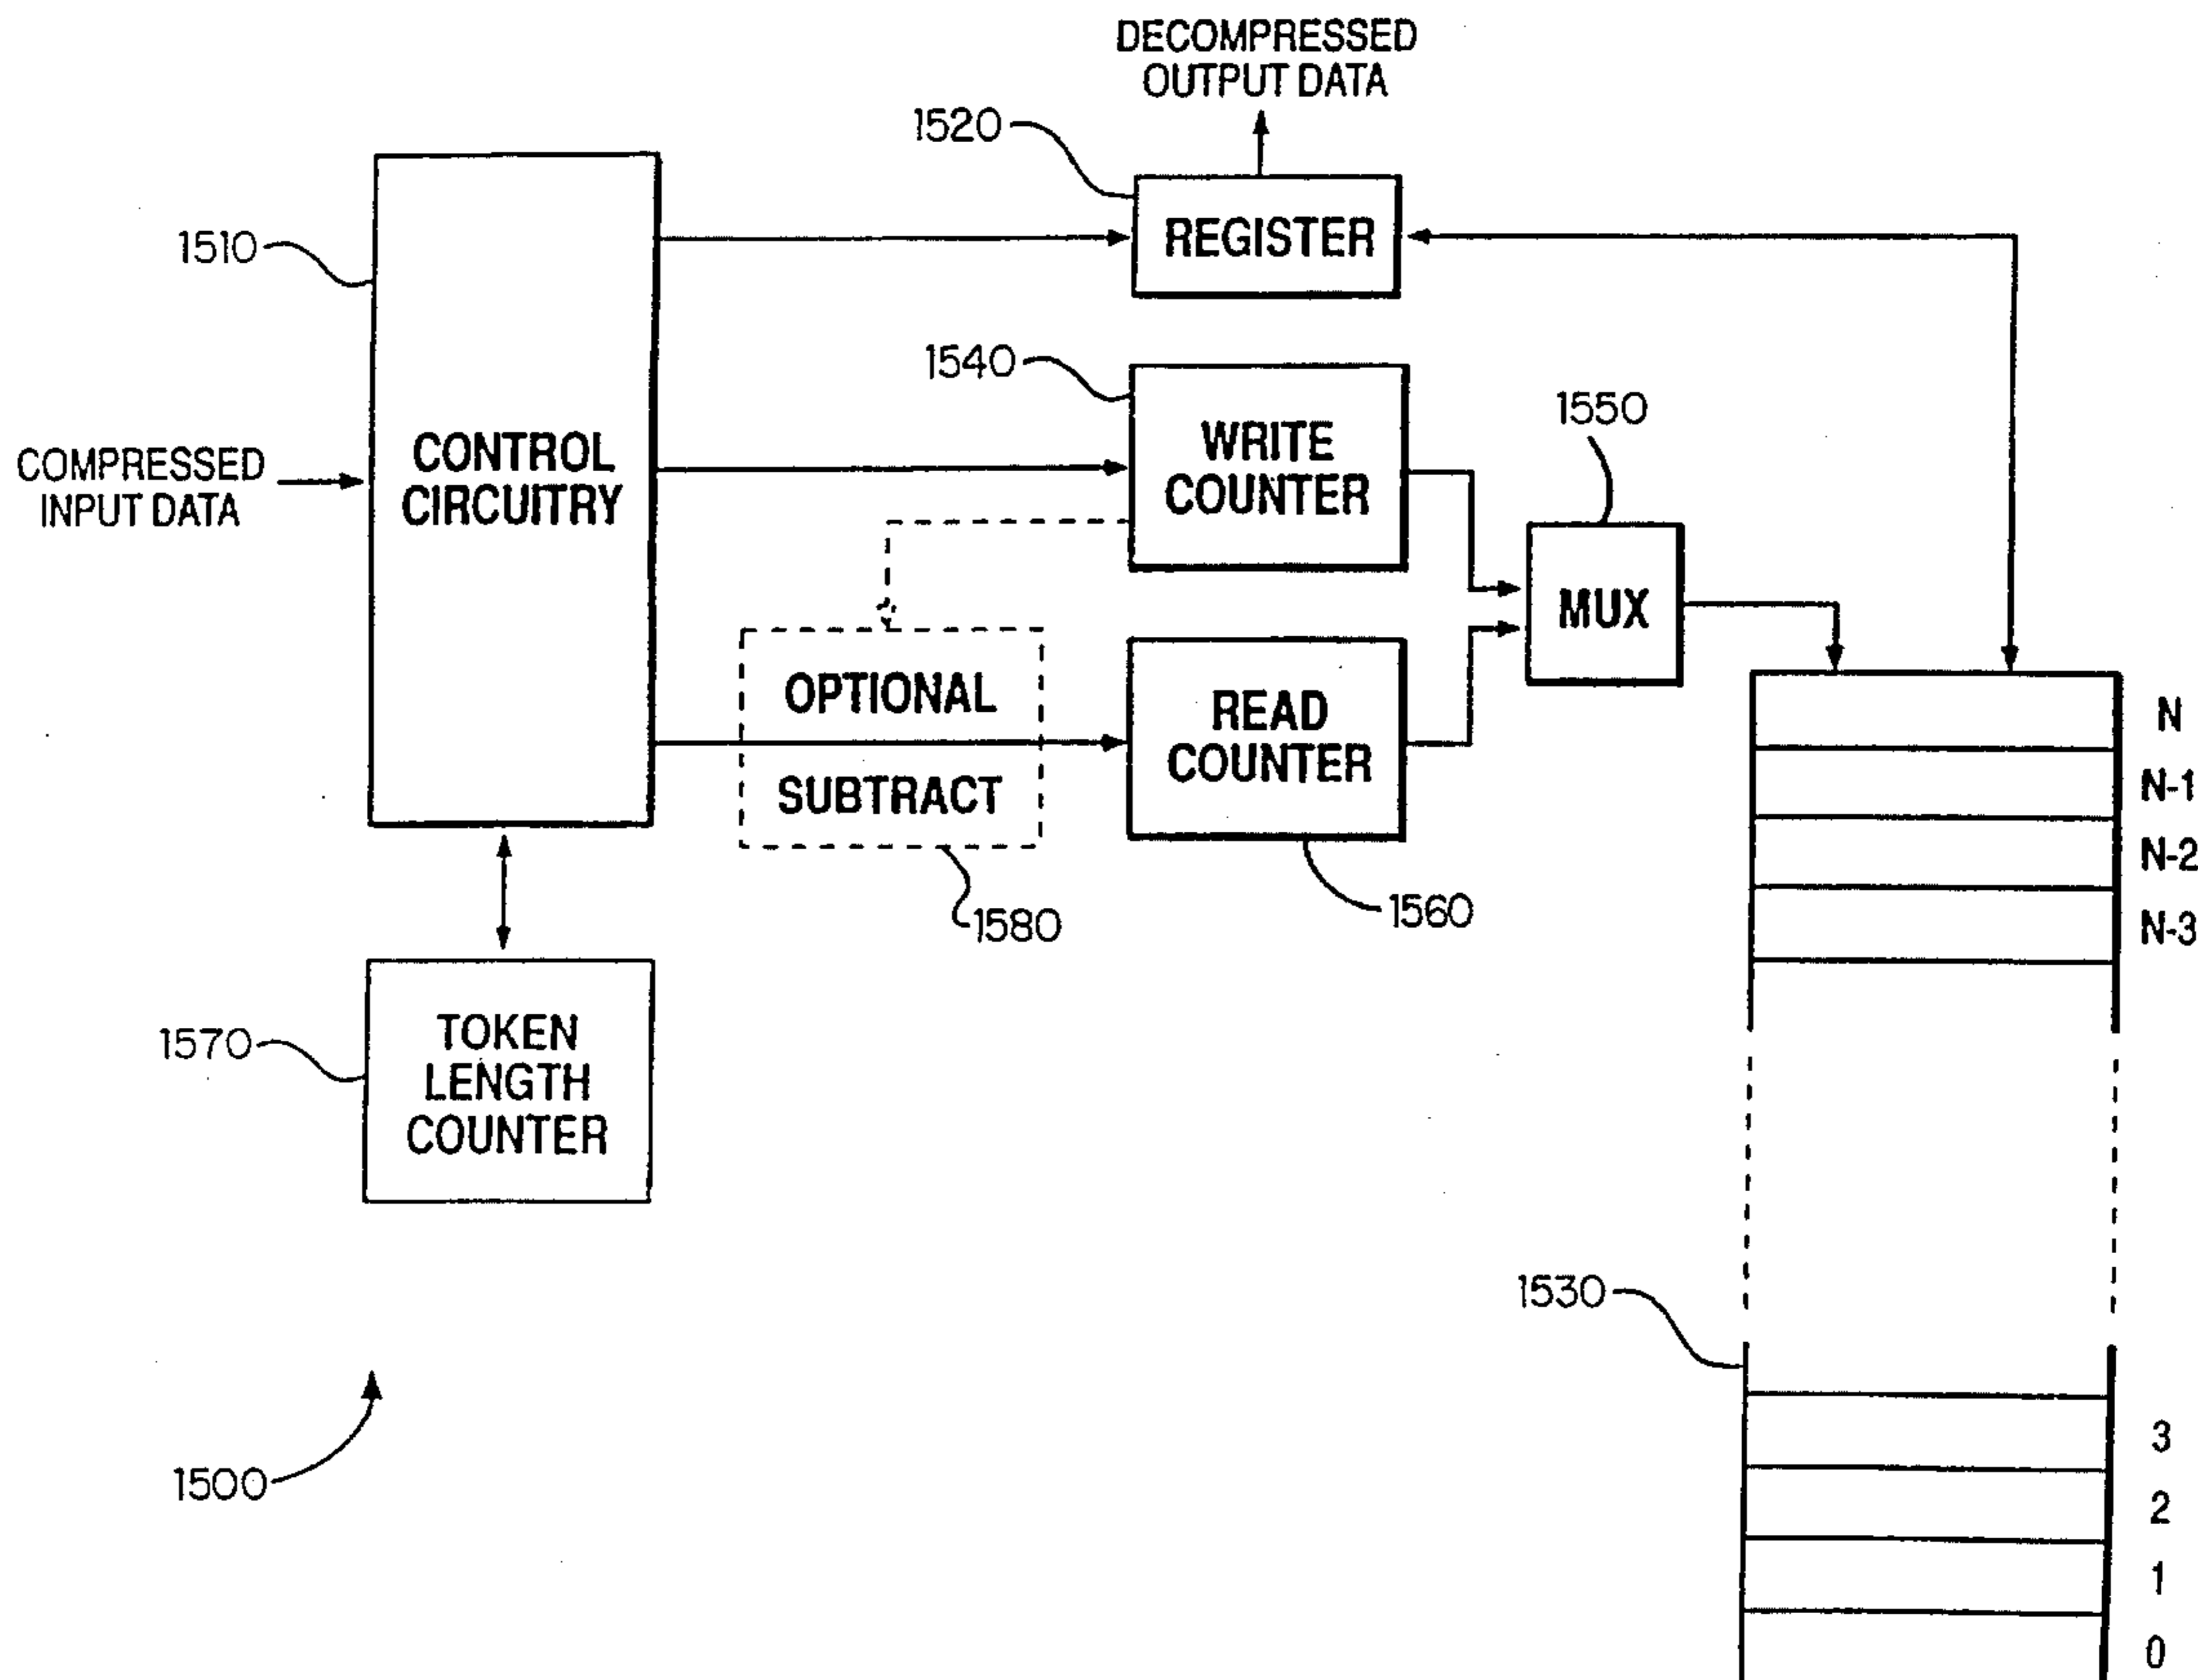 DECOMPRESSED
OUTPUT DATA
1520
REGISTER
1510
1540
WRITE
COUNTER
1550
COMPRESSED
INPUT DATA
CONTROL
CIRCUITRY
MUX
OPTIONAL
SUBTRACT
READ
COUNTER
1580
1560
N
N-1
N-2
N-3
1570
TOKEN
LENGTH
COUNTER
1530
1500
3
2
1
0